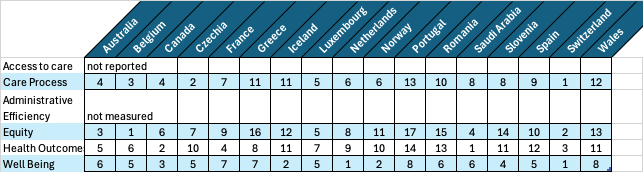 Australia Belgium Canada Czechia France Greece Iceland Luxembourg Netherlands Norway Portugal Romania Saudi Arabia Slovenia Spain Switzerland Wales
Access to care not reported
Care Process 4 3 4 2 7 11 11 5 6 6 13 10 8 8 9 1 12
Administrative
Efficiency not measured
Equity 3 1 6 7 9 16 12 5 8 11 17 15 4 14 10 2 13
Health Outcome 5 6 2 10 4 8 11 7 9 10 14 13 1 11 12 3 11
Well Being 6 5 3 5 7 7 2 5 1 2 8 6 6 4 5 1 8